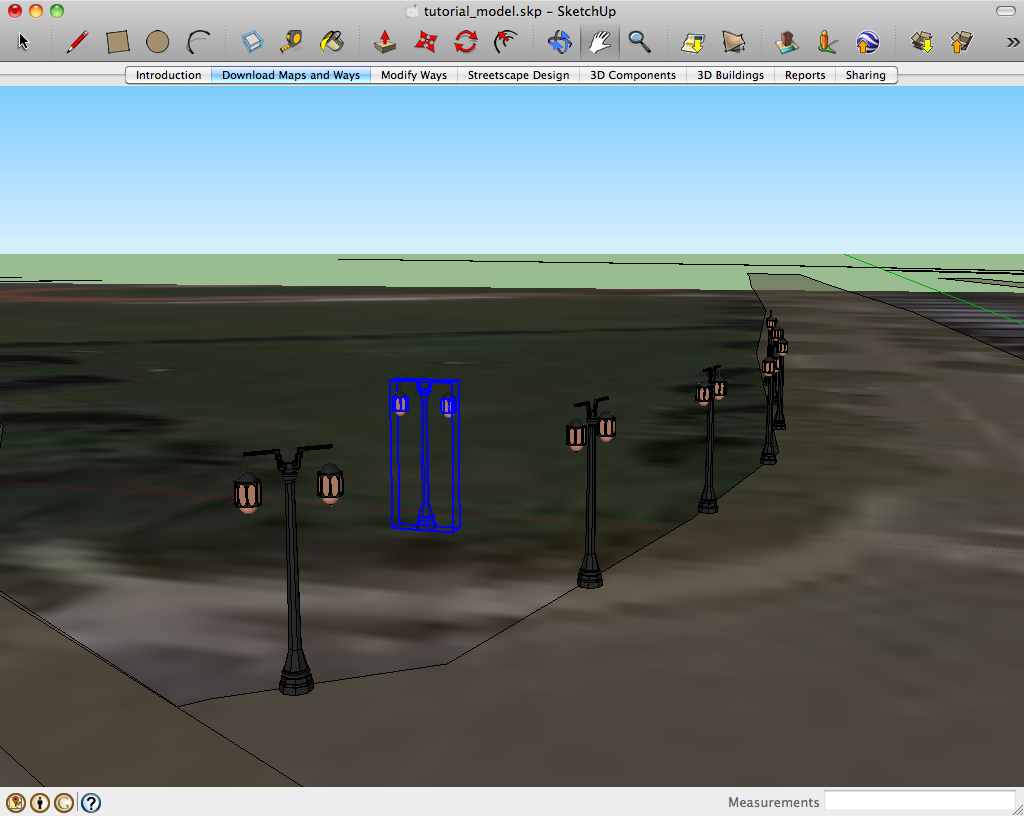 tutorial_model.skp – SketchUp
Introduction Download Maps and Ways Modify Ways Streetscape Design 3D Components 3D Buildings Reports Sharing
Measurements